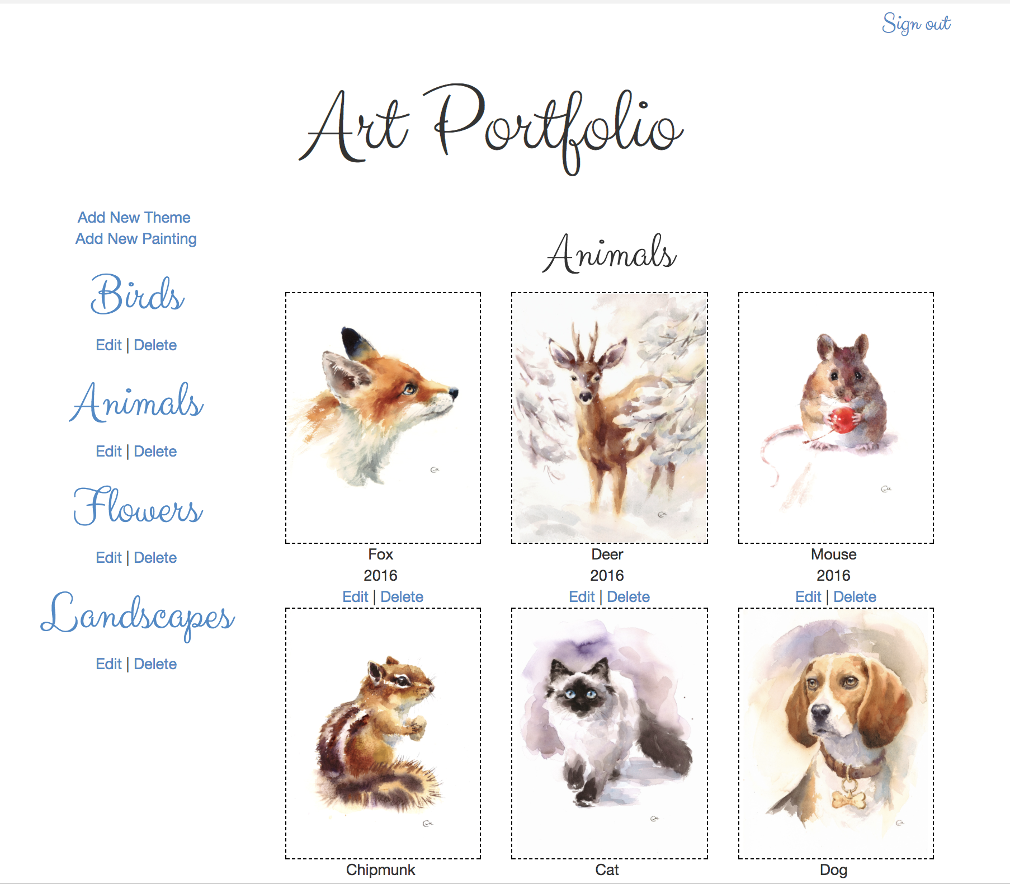 Sign out
Art Portfolio
Add New Theme
Add New Painting
Birds
Edit | Delete
Animals
Edit | Delete
Flowers
Edit | Delete
Landscapes
Edit | Delete
Animals
Fox
2016
Edit | Delete
Deer
2016
Edit | Delete
Mouse
2016
Edit | Delete
Chipmunk
Cat
Dog